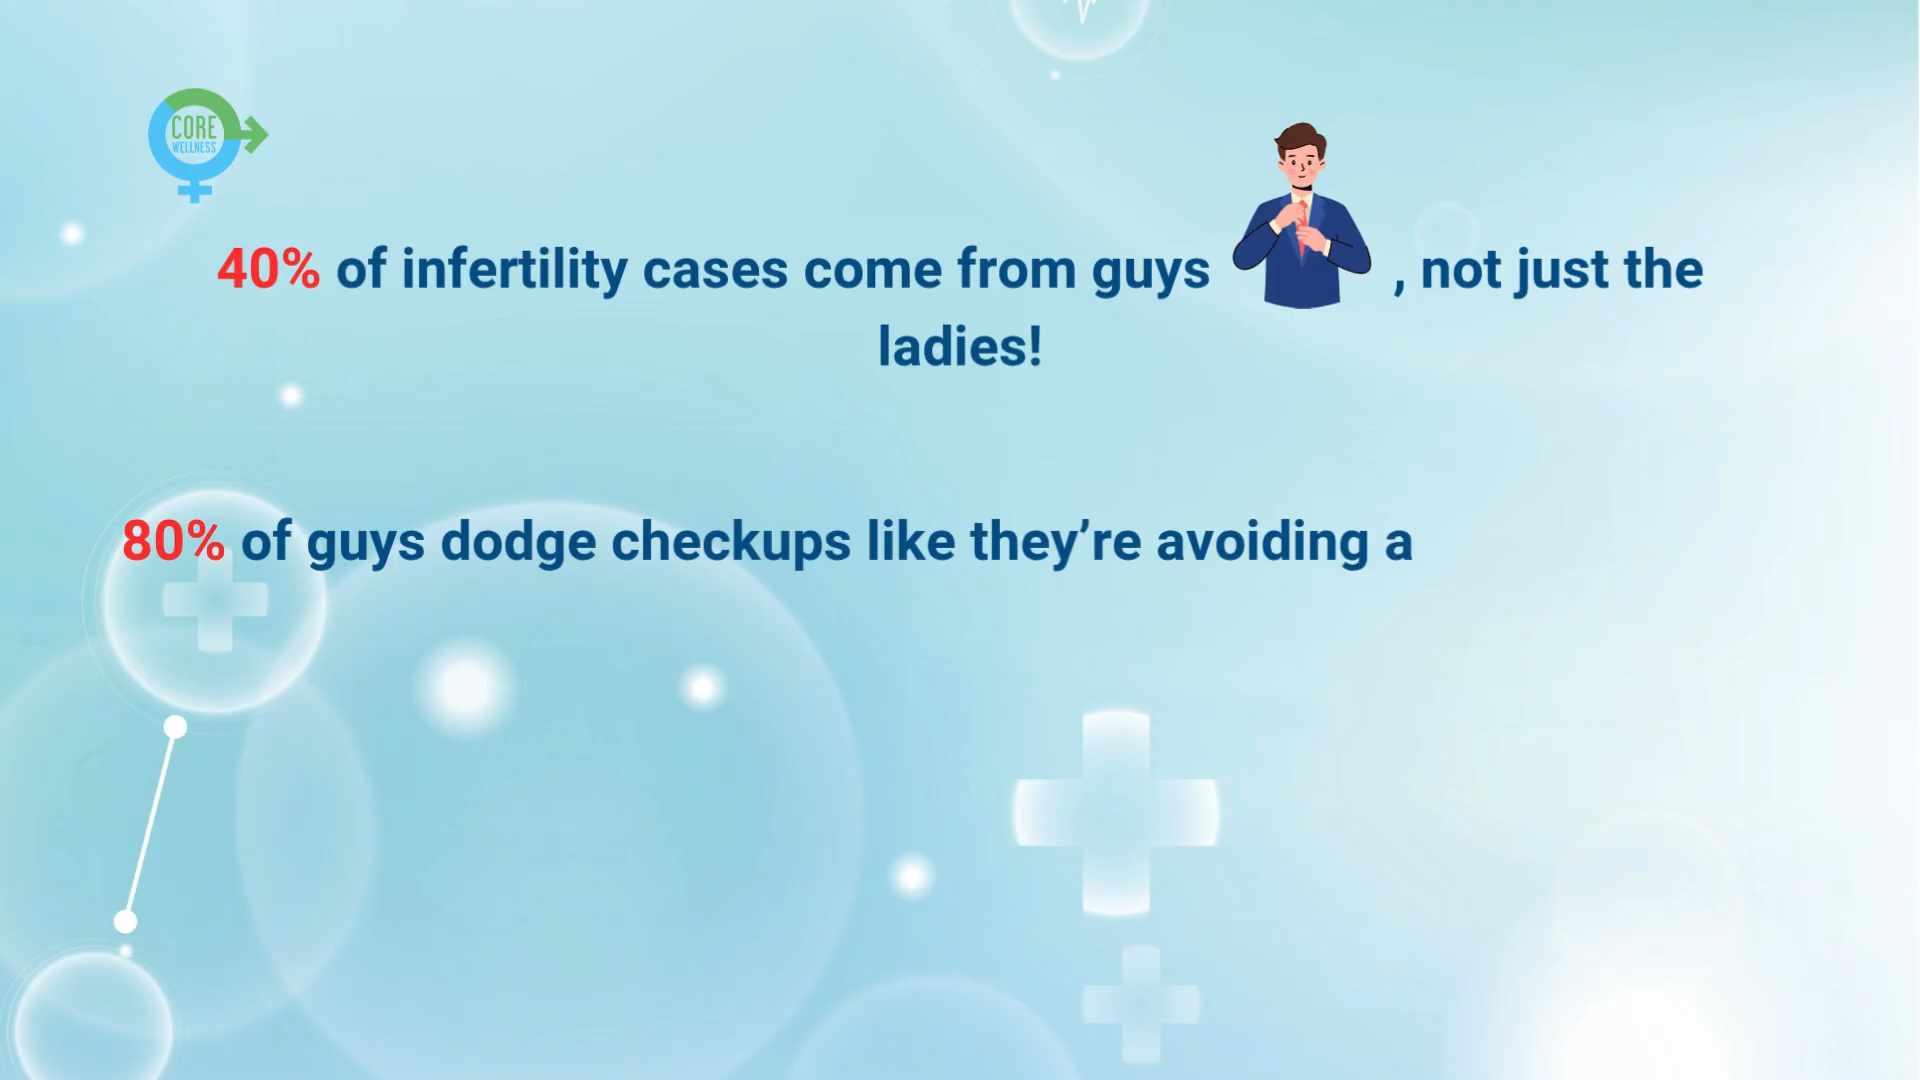 CORE
WELLNESS
40% of infertility cases come from guys , not just the
ladies!
80% of guys dodge checkups like they’re avoiding a